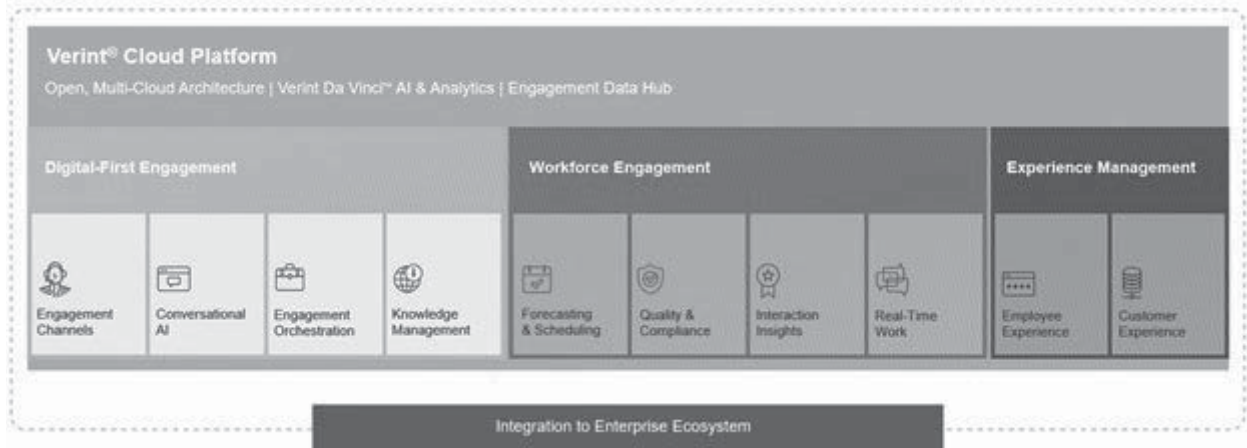 Verint® Cloud Platform
Open, Multi-Cloud Architecture | Verint Da Vinci™ AI & Analytics | Engagement Data Hub
Digital-First Engagement
Workforce Engagement
Experience Management
Engagement
Channels
Conversational
AI
Engagement
Orchestration
Knowledge
Management
Forecasting
& Scheduling
Quality &
Compliance
Interaction
Insights
Real-Time
Work
Employee
Experience
Customer
Experience
Integration to Enterprise Ecosystem